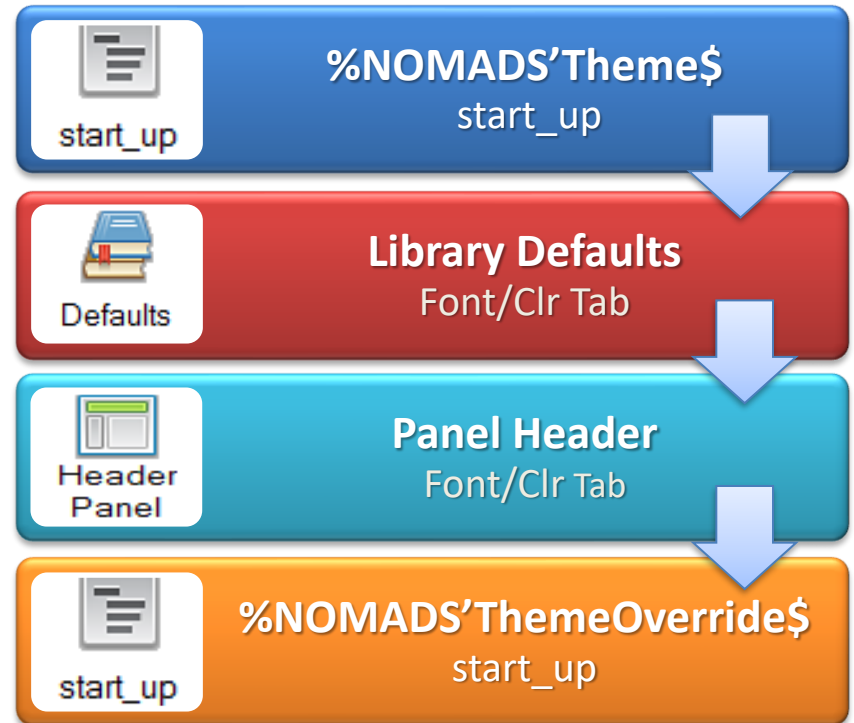 start_up
%NOMADS’Theme$
start_up
Defaults
Library Defaults
Font/Clr Tab
Header
Panel
Panel Header
Font/Clr Tab
start_up
%NOMADS’ThemeOverride$
start_up